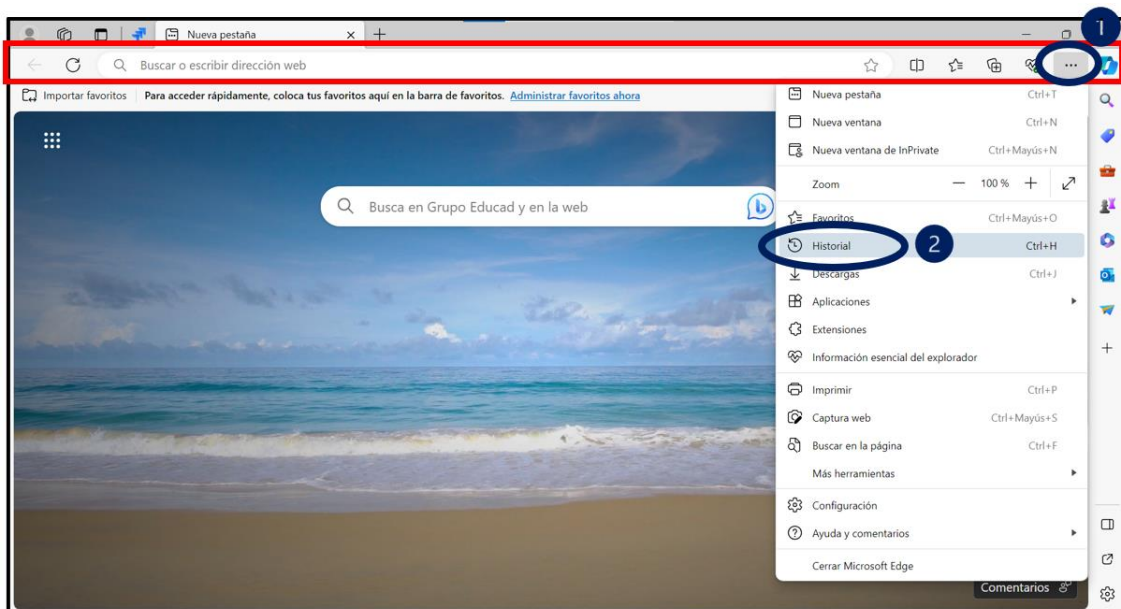 Nueva pestaña
1
Buscar o escribir dirección web
Importar favoritos Para acceder rápidamente, coloca tus favoritos aquí en la barra de favoritos. Administrar favoritos ahora
Busca en Grupo Educad y en la web
Nueva pestaña Ctrl+T
Nueva ventana Ctrl+N
Nueva ventana de InPrivate Ctrl+Mayús+N
Zoom — 100 % +
Favoritos Ctrl+Mayús+O
Historial 2 Ctrl+H
Descargas Ctrl+J
Aplicaciones
Extensiones
Información esencial del explorador
Imprimir Ctrl+P
Captura web Ctrl+Mayús+S
Buscar en la página Ctrl+F
Más herramientas
Configuración
Ayuda y comentarios
Cerrar Microsoft Edge
Comentarios